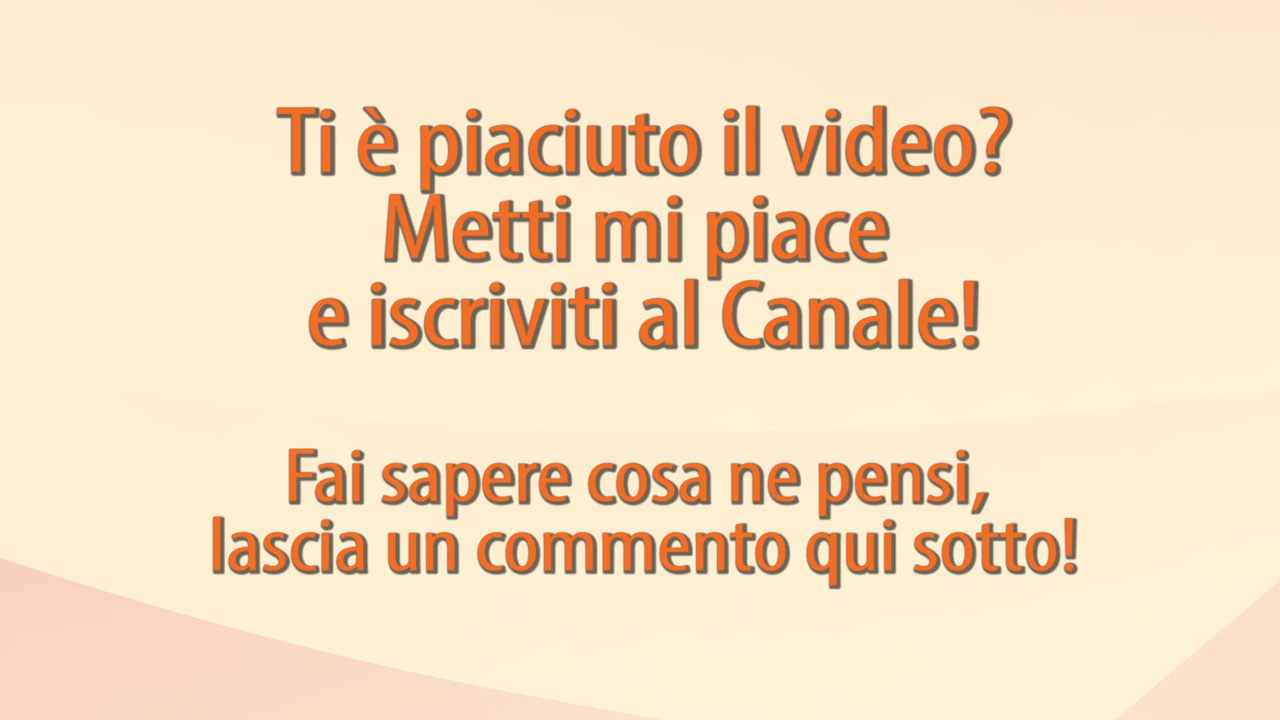 Ti è piaciuto il video?
Metti mi piace
e iscriviti al Canale!
Fai sapere cosa ne pensi,
lascia un commento qui sotto!